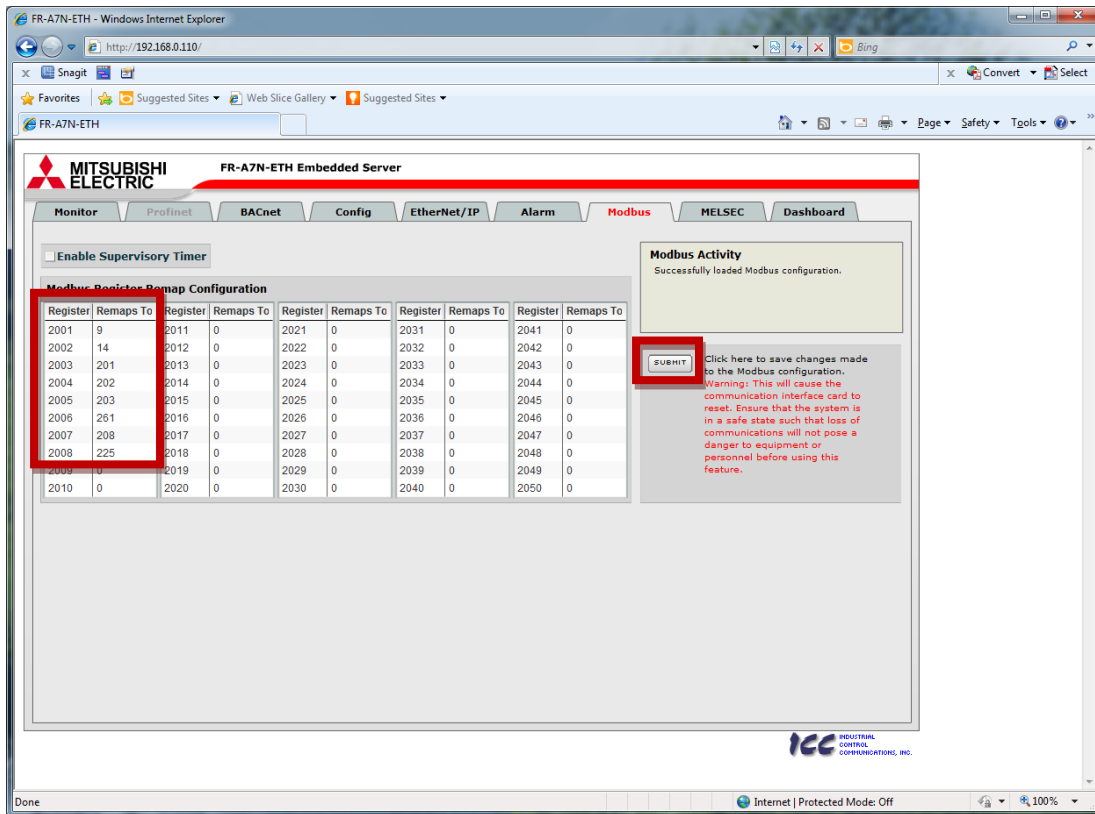 FR-A7N-ETH - Windows Internet Explorer
http://192.168.0.110/
Bing
x Snagit
x Convert Select
Favorites Suggested Sites Web Slice Gallery Suggested Sites
FR-A7N-ETH
Page Safety Tools
MITSUBISHI
ELECTRIC
FR-A7N-ETH Embedded Server
Monitor Profinet BACnet Config EtherNet/IP Alarm Modbus MELSEC Dashboard
Enable Supervisory Timer
Modbus Register Remap Configuration
Register Remaps To Register Remaps To Register Remaps To Register Remaps To Register Remaps To
2001 9 2011 0 2021 0 2031 0 2041 0
2002 14 2012 0 2022 0 2032 0 2042 0
2003 201 2013 0 2023 0 2033 0 2043 0
2004 202 2014 0 2024 0 2034 0 2044 0
2005 203 2015 0 2025 0 2035 0 2045 0
2006 261 2016 0 2026 0 2036 0 2046 0
2007 208 2017 0 2027 0 2037 0 2047 0
2008 225 2018 0 2028 0 2038 0 2048 0
2009 0 2019 0 2029 0 2039 0 2049 0
2010 0 2020 0 2030 0 2040 0 2050 0
Modbus Activity
Successfully loaded Modbus configuration.
SUBMIT
Click here to save changes made
to the Modbus configuration.
Warning: This will cause the
communication interface card to
reset. Ensure that the system is
in a safe state such that loss of
communications will not pose a
danger to equipment or
personnel before using this
feature.
ICC INDUSTRIAL
CONTROL
COMMUNICATIONS, INC.
Done
Internet | Protected Mode: Off
100%